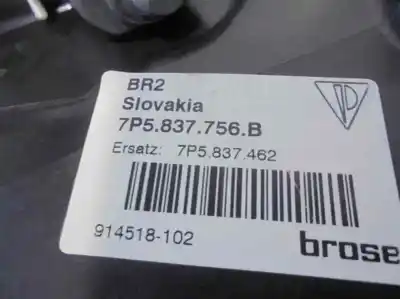 BR2
Slovakia
7P5.837.756.B
Ersatz: 7P5.837.462
914518-102
brose